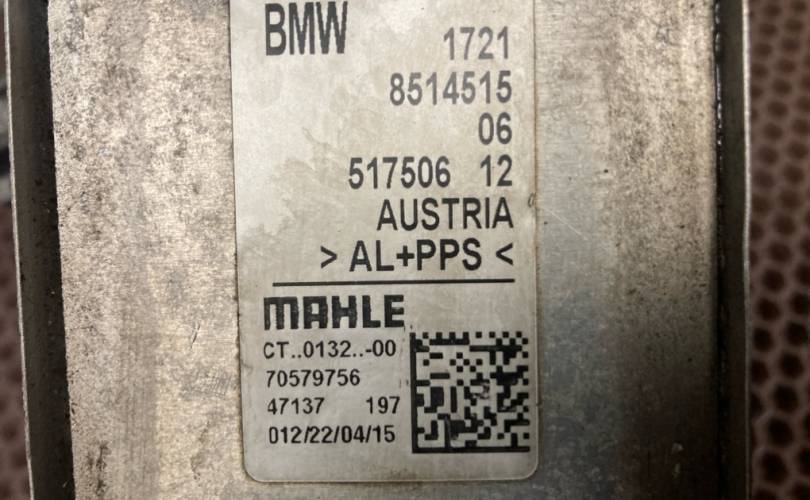 BMW 1721
8514515
06
517506 12
AUSTRIA
> AL+PPS <
MAHLE
CT..0132..-00
70579756
47137 197
012/22/04/15